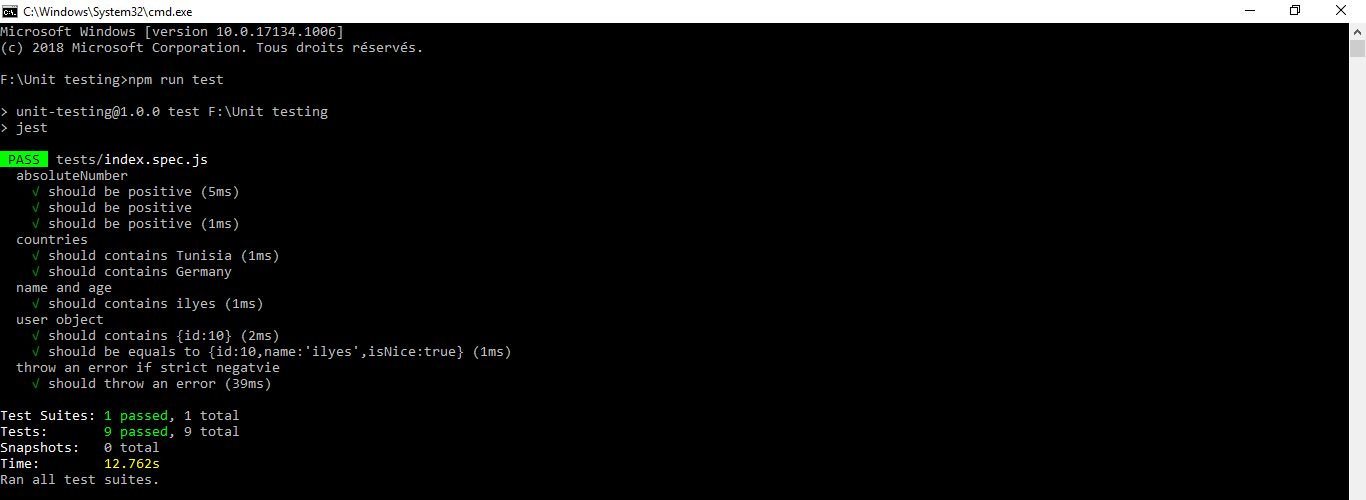 C:\Windows\System32\cmd.exe
Microsoft Windows [version 10.0.17134.1006]
(c) 2018 Microsoft Corporation. Tous droits réservés.
F:\Unit testing>npm run test
> unit-testing@1.0.0 test F:\Unit testing
> jest
PASS tests/index.spec.js
absoluteNumber
√ should be positive (5ms)
√ should be positive
√ should be positive (1ms)
countries
√ should contains Tunisia (1ms)
√ should contains Germany
name and age
√ should contains ilyes (1ms)
user object
√ should contains {id:10} (2ms)
√ should be equals to {id:10,name:'ilyes',isNice:true} (1ms)
throw an error if strict negatvie
√ should throw an error (39ms)
Test Suites: 1 passed, 1 total
Tests: 9 passed, 9 total
Snapshots: 0 total
Time: 12.762s
Ran all test suites.